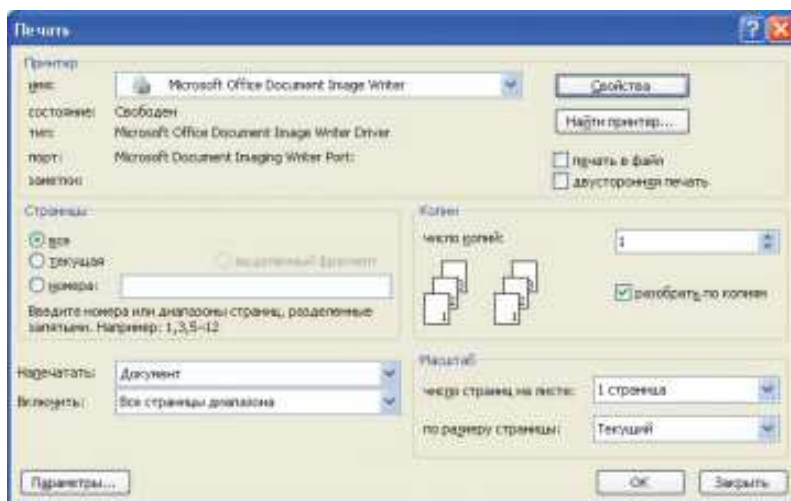 Печать
Принтер
имя: Microsoft Office Document Image Writer Свойства
состояние: Свободен
тип: Microsoft Office Document Image Writer Driver Найти принтер...
порт: Microsoft Document Imaging Writer Port:
заметки:
печать в файл
двусторонняя печать
Страницы
все
текущая выделенный фрагмент
номера:
Введите номера или диапазоны страниц, разделенные
запятыми. Например: 1,3,5–12
Копии
число копий: 1
разобрать по копиям
Напечатать: Документ
Включить: Все страницы диапазона
Масштаб
число страниц на листе: 1 страница
по размеру страницы: Текущий
Параметры... ОК Закрыть